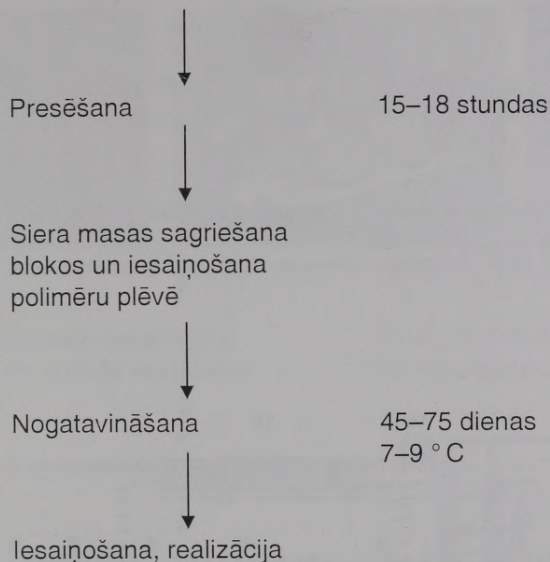 Presēšana 15–18 stundas
Siera masas sagriešana
blokos un iesaiņošana
polimēru plēvē
Nogatavināšana 45–75 dienas
7–9 °C
Iesaiņošana, realizācija